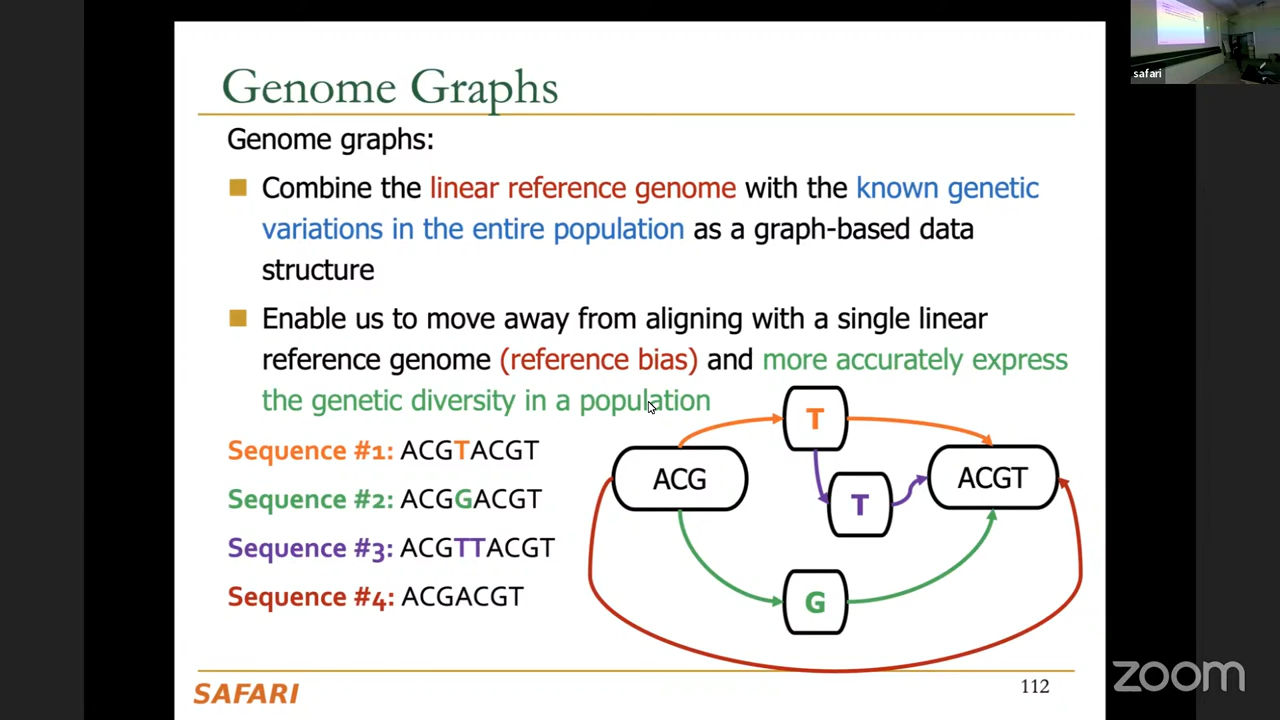 Genome Graphs
Genome graphs:
Combine the linear reference genome with the known genetic
variations in the entire population as a graph-based data
structure
Enable us to move away from aligning with a single linear
reference genome (reference bias) and more accurately express
the genetic diversity in a population
Sequence #1: ACGTACGT
Sequence #2: ACGGACGT
Sequence #3: ACGTTACGT
Sequence #4: ACGACGT
T
ACG
T
ACGT
G
SAFARI
112
zoom
safari